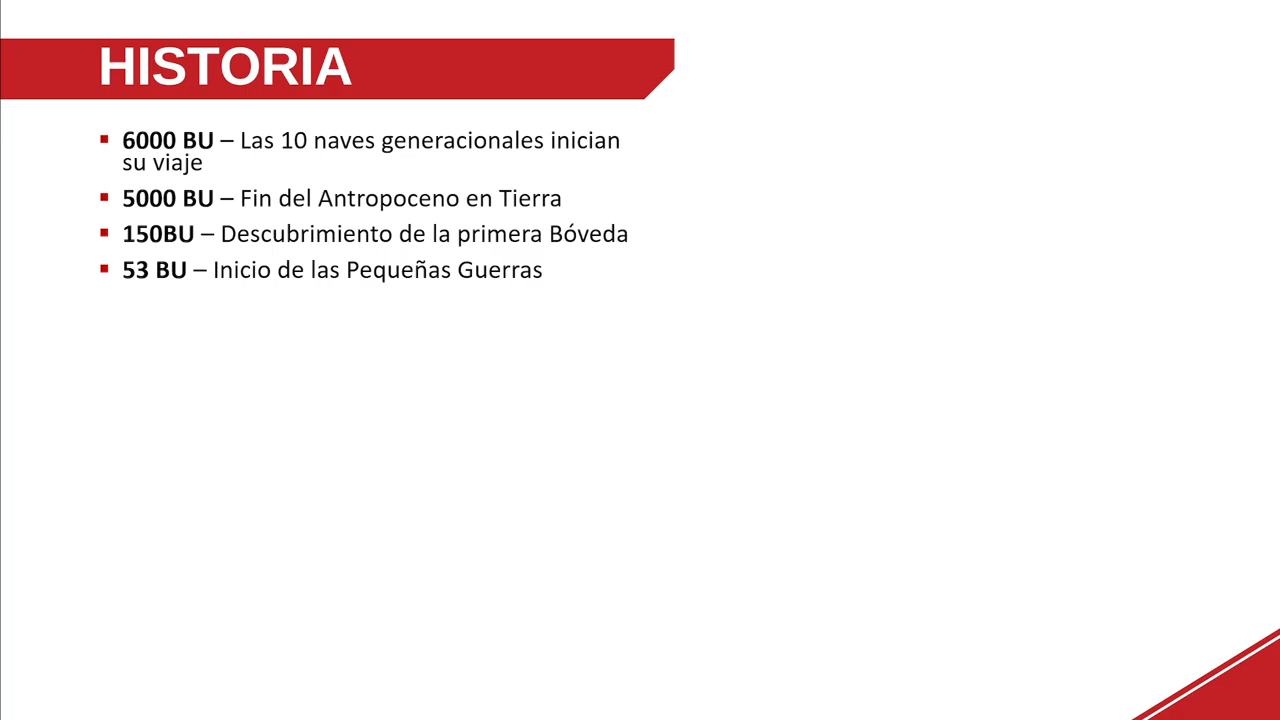 HISTORIA
▪ 6000 BU – Las 10 naves generacionales inician
su viaje
▪ 5000 BU – Fin del Antropoceno en Tierra
▪ 150BU – Descubrimiento de la primera Bóveda
▪ 53 BU – Inicio de las Pequeñas Guerras